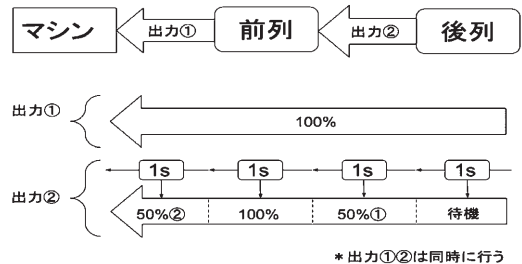 マシン 出力① 前列 出力② 後列
出力① 100%
1s 1s 1s 1s
出力② 50%② 100% 50%① 待機
*出力①②は同時に行う